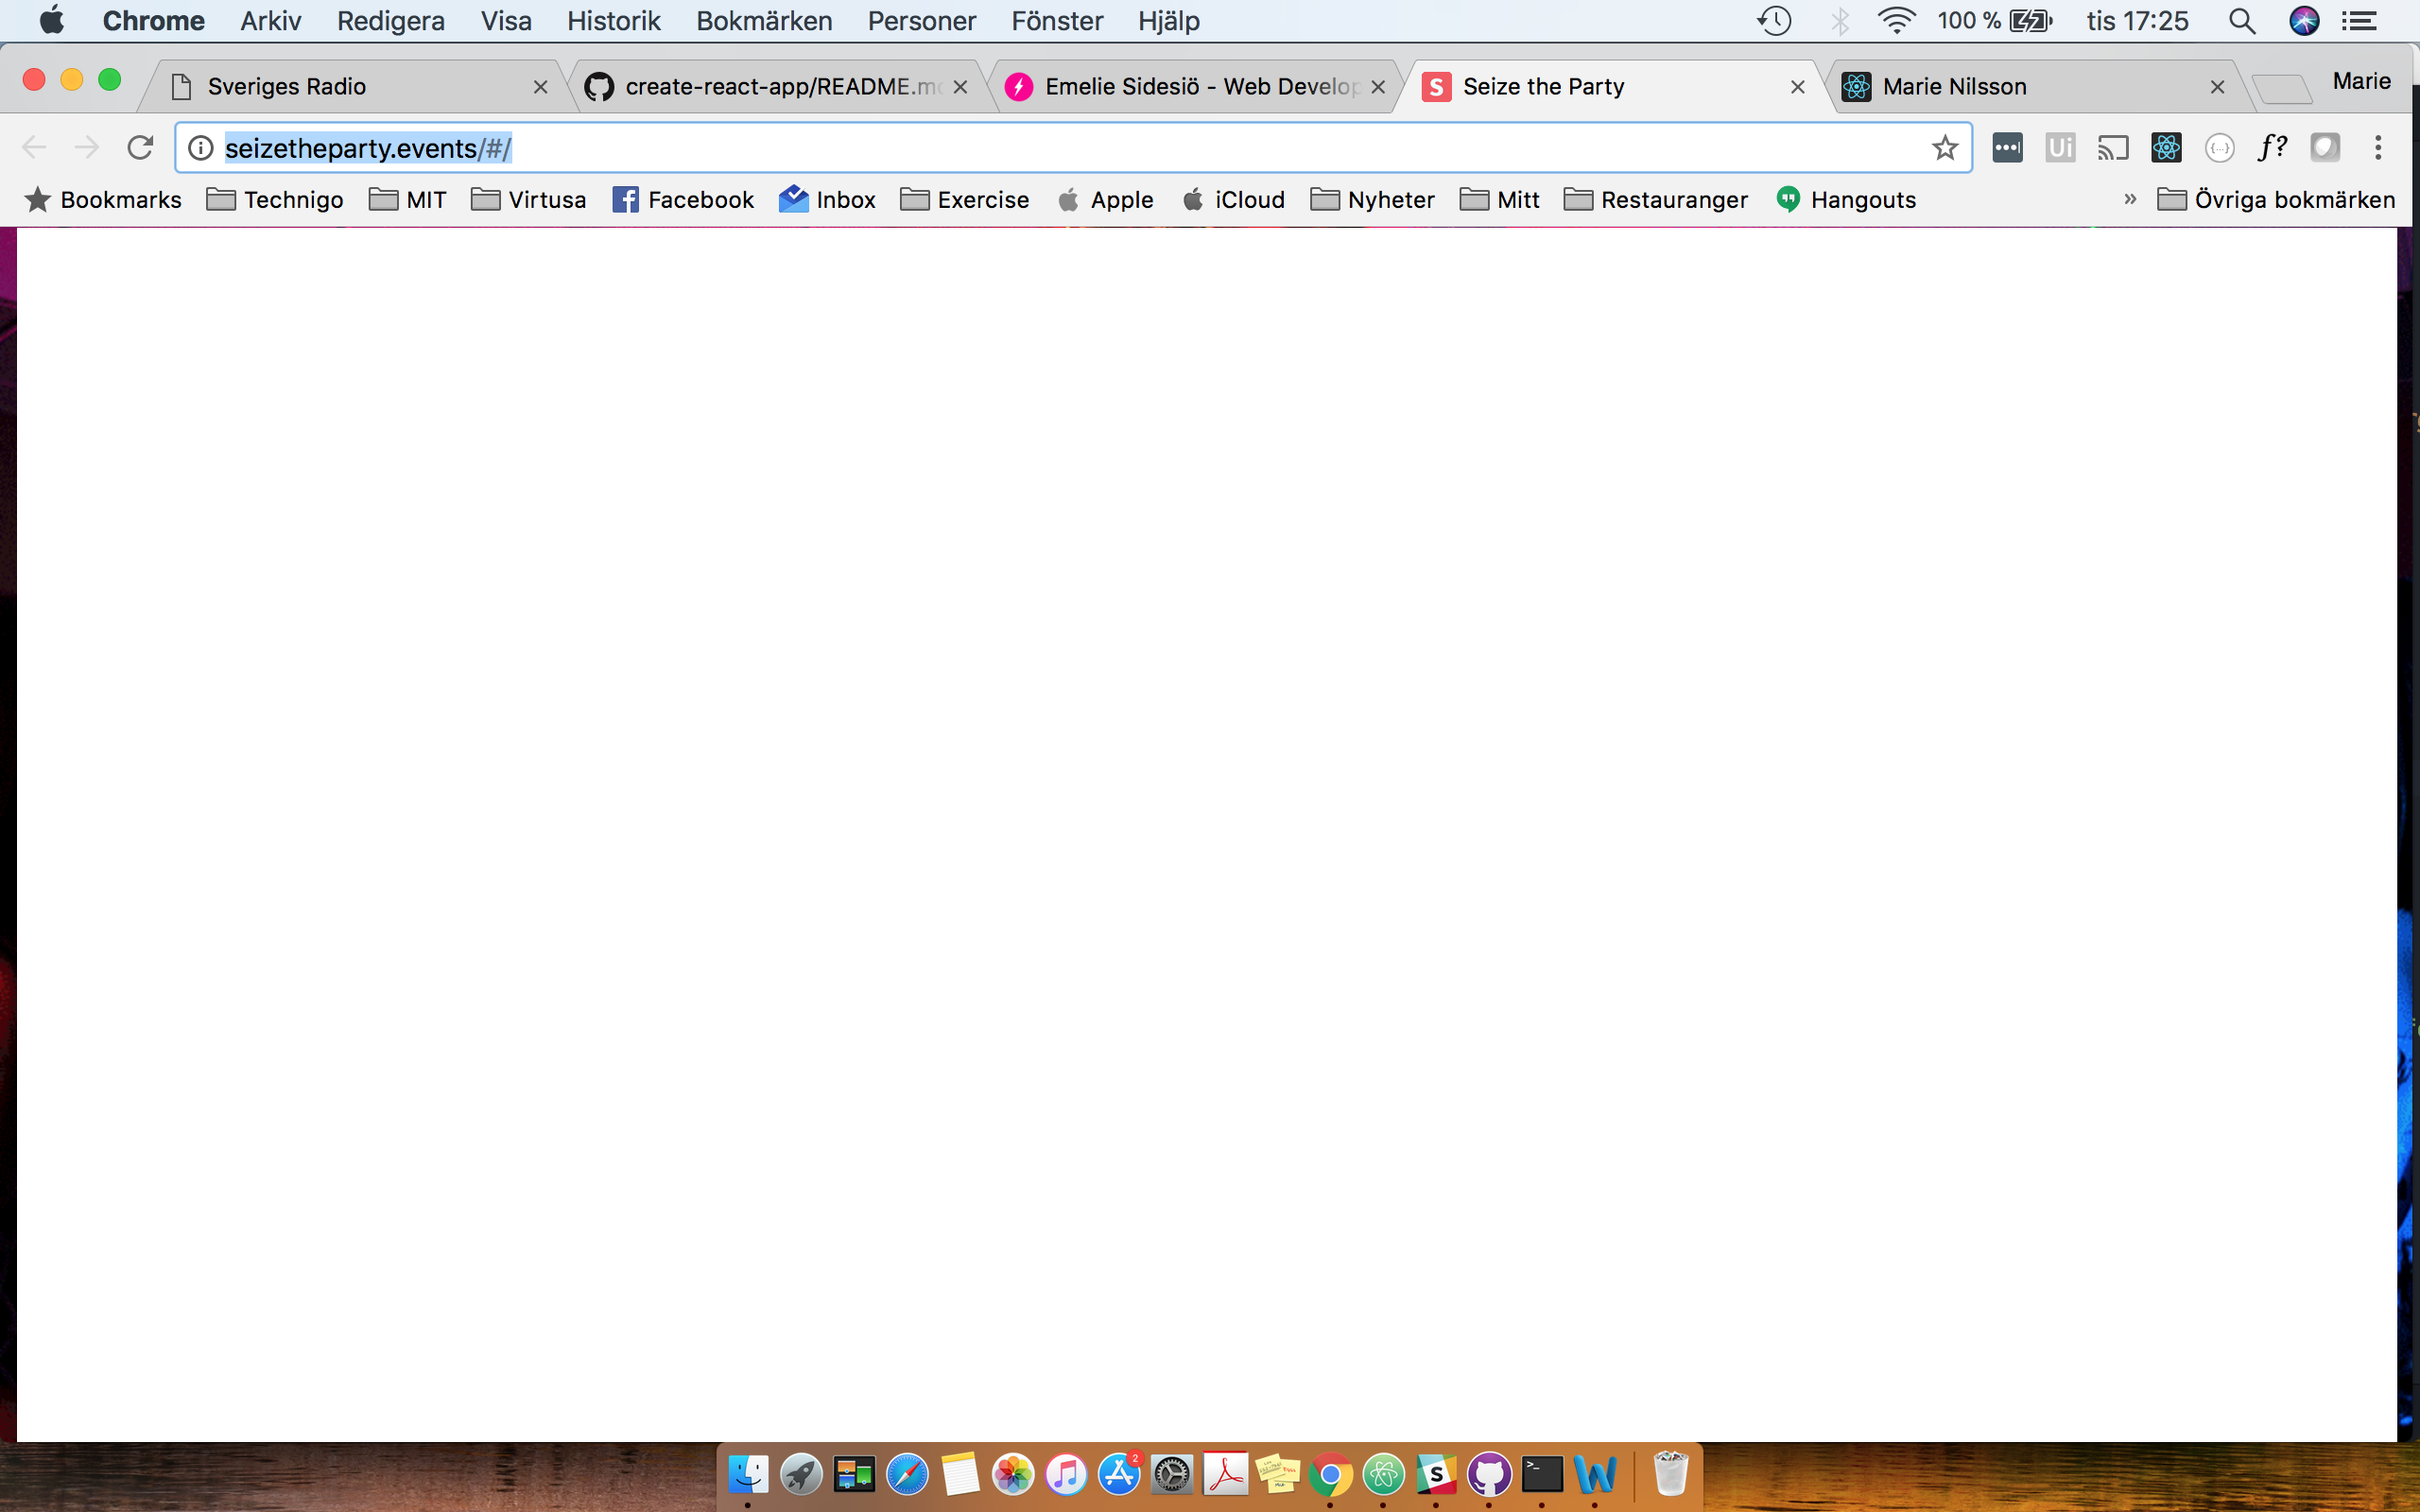 Chrome Arkiv Redigera Visa Historik Bokmärken Personer Fönster Hjälp 100 % tis 17:25
Sveriges Radio create-react-app/README.m Emelie Sidesiö - Web Develop S Seize the Party Marie Nilsson Marie
seizetheparty.events/#/ Ui f?
Bookmarks Technigo MIT Virtusa Facebook Inbox Exercise Apple iCloud Nyheter Mitt Restauranger Hangouts » Övriga bokmärken
2 S >_ W